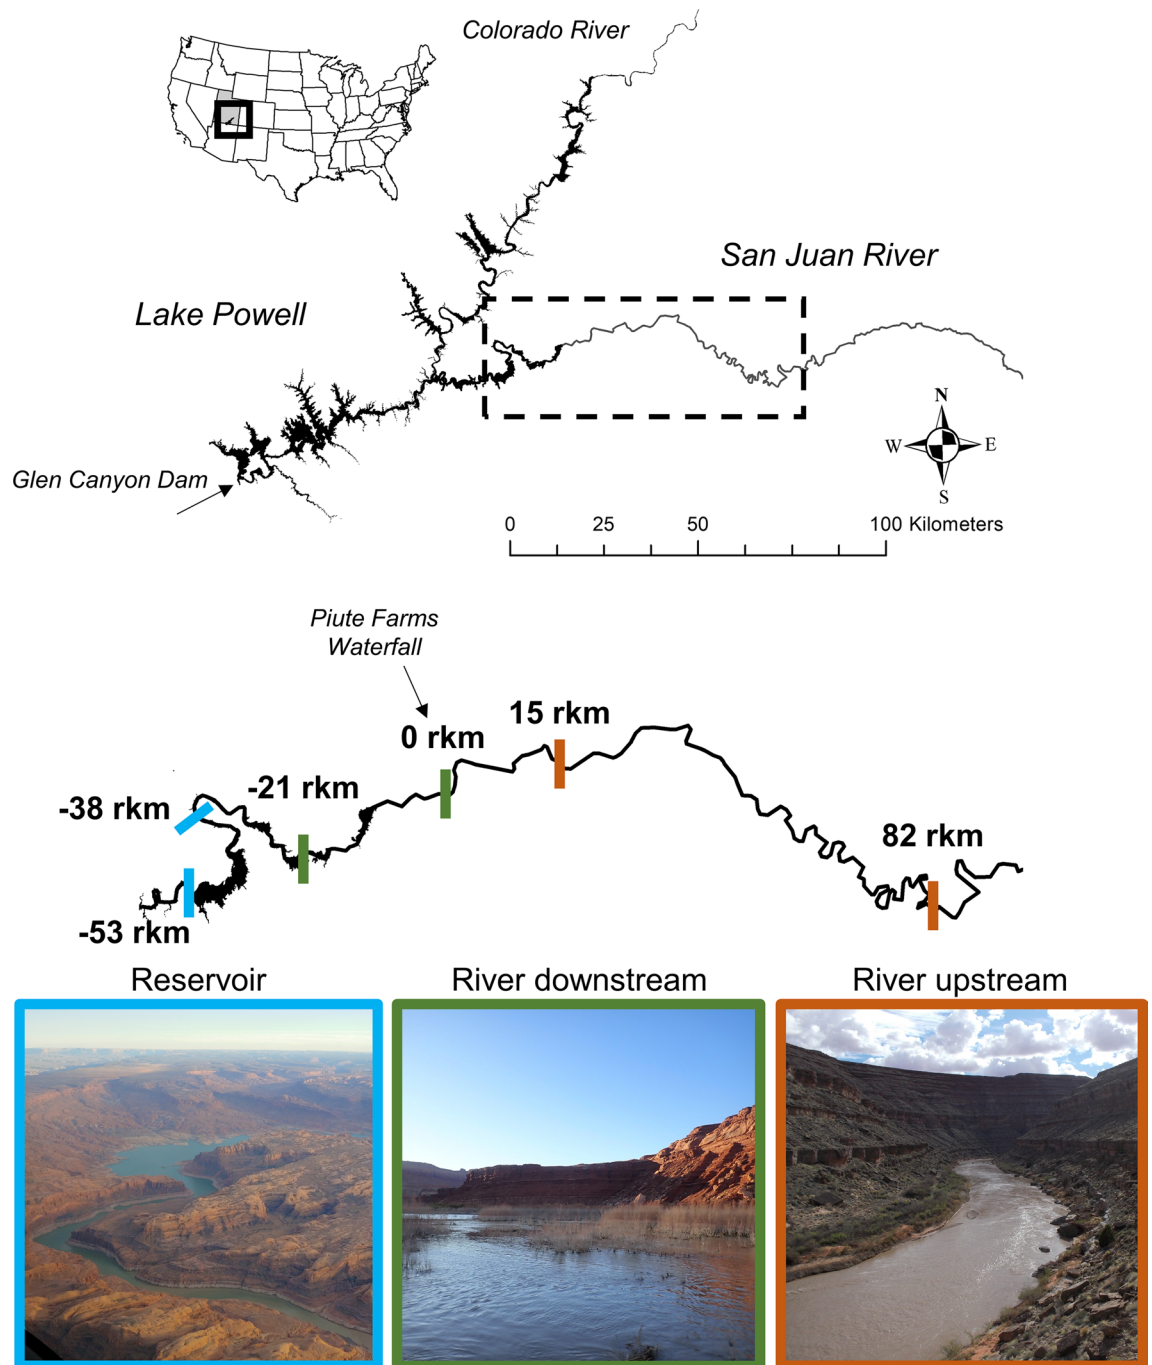 Colorado River
San Juan River
Lake Powell
N
W
E
S
Glen Canyon Dam
0
25
50
100 Kilometers
Piute Farms
Waterfall
15 rkm
0 rkm
-21 rkm
-38 rkm
82 rkm
-53 rkm
Reservoir
River downstream
River upstream